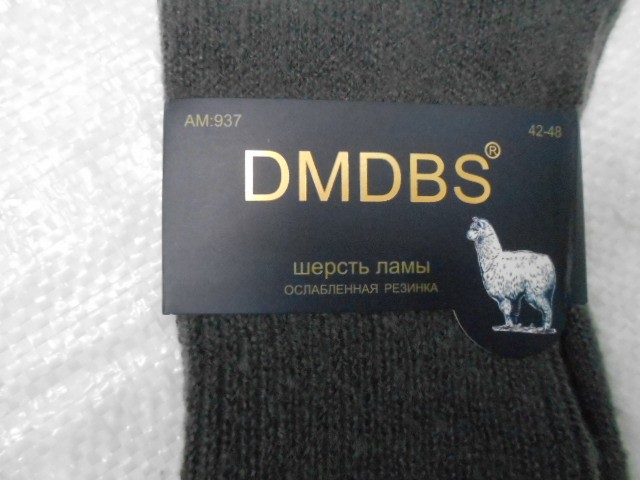 AM:937
42-48
DMDBS®
шерсть ламы
ОСЛАБЛЕННАЯ РЕЗИНКА